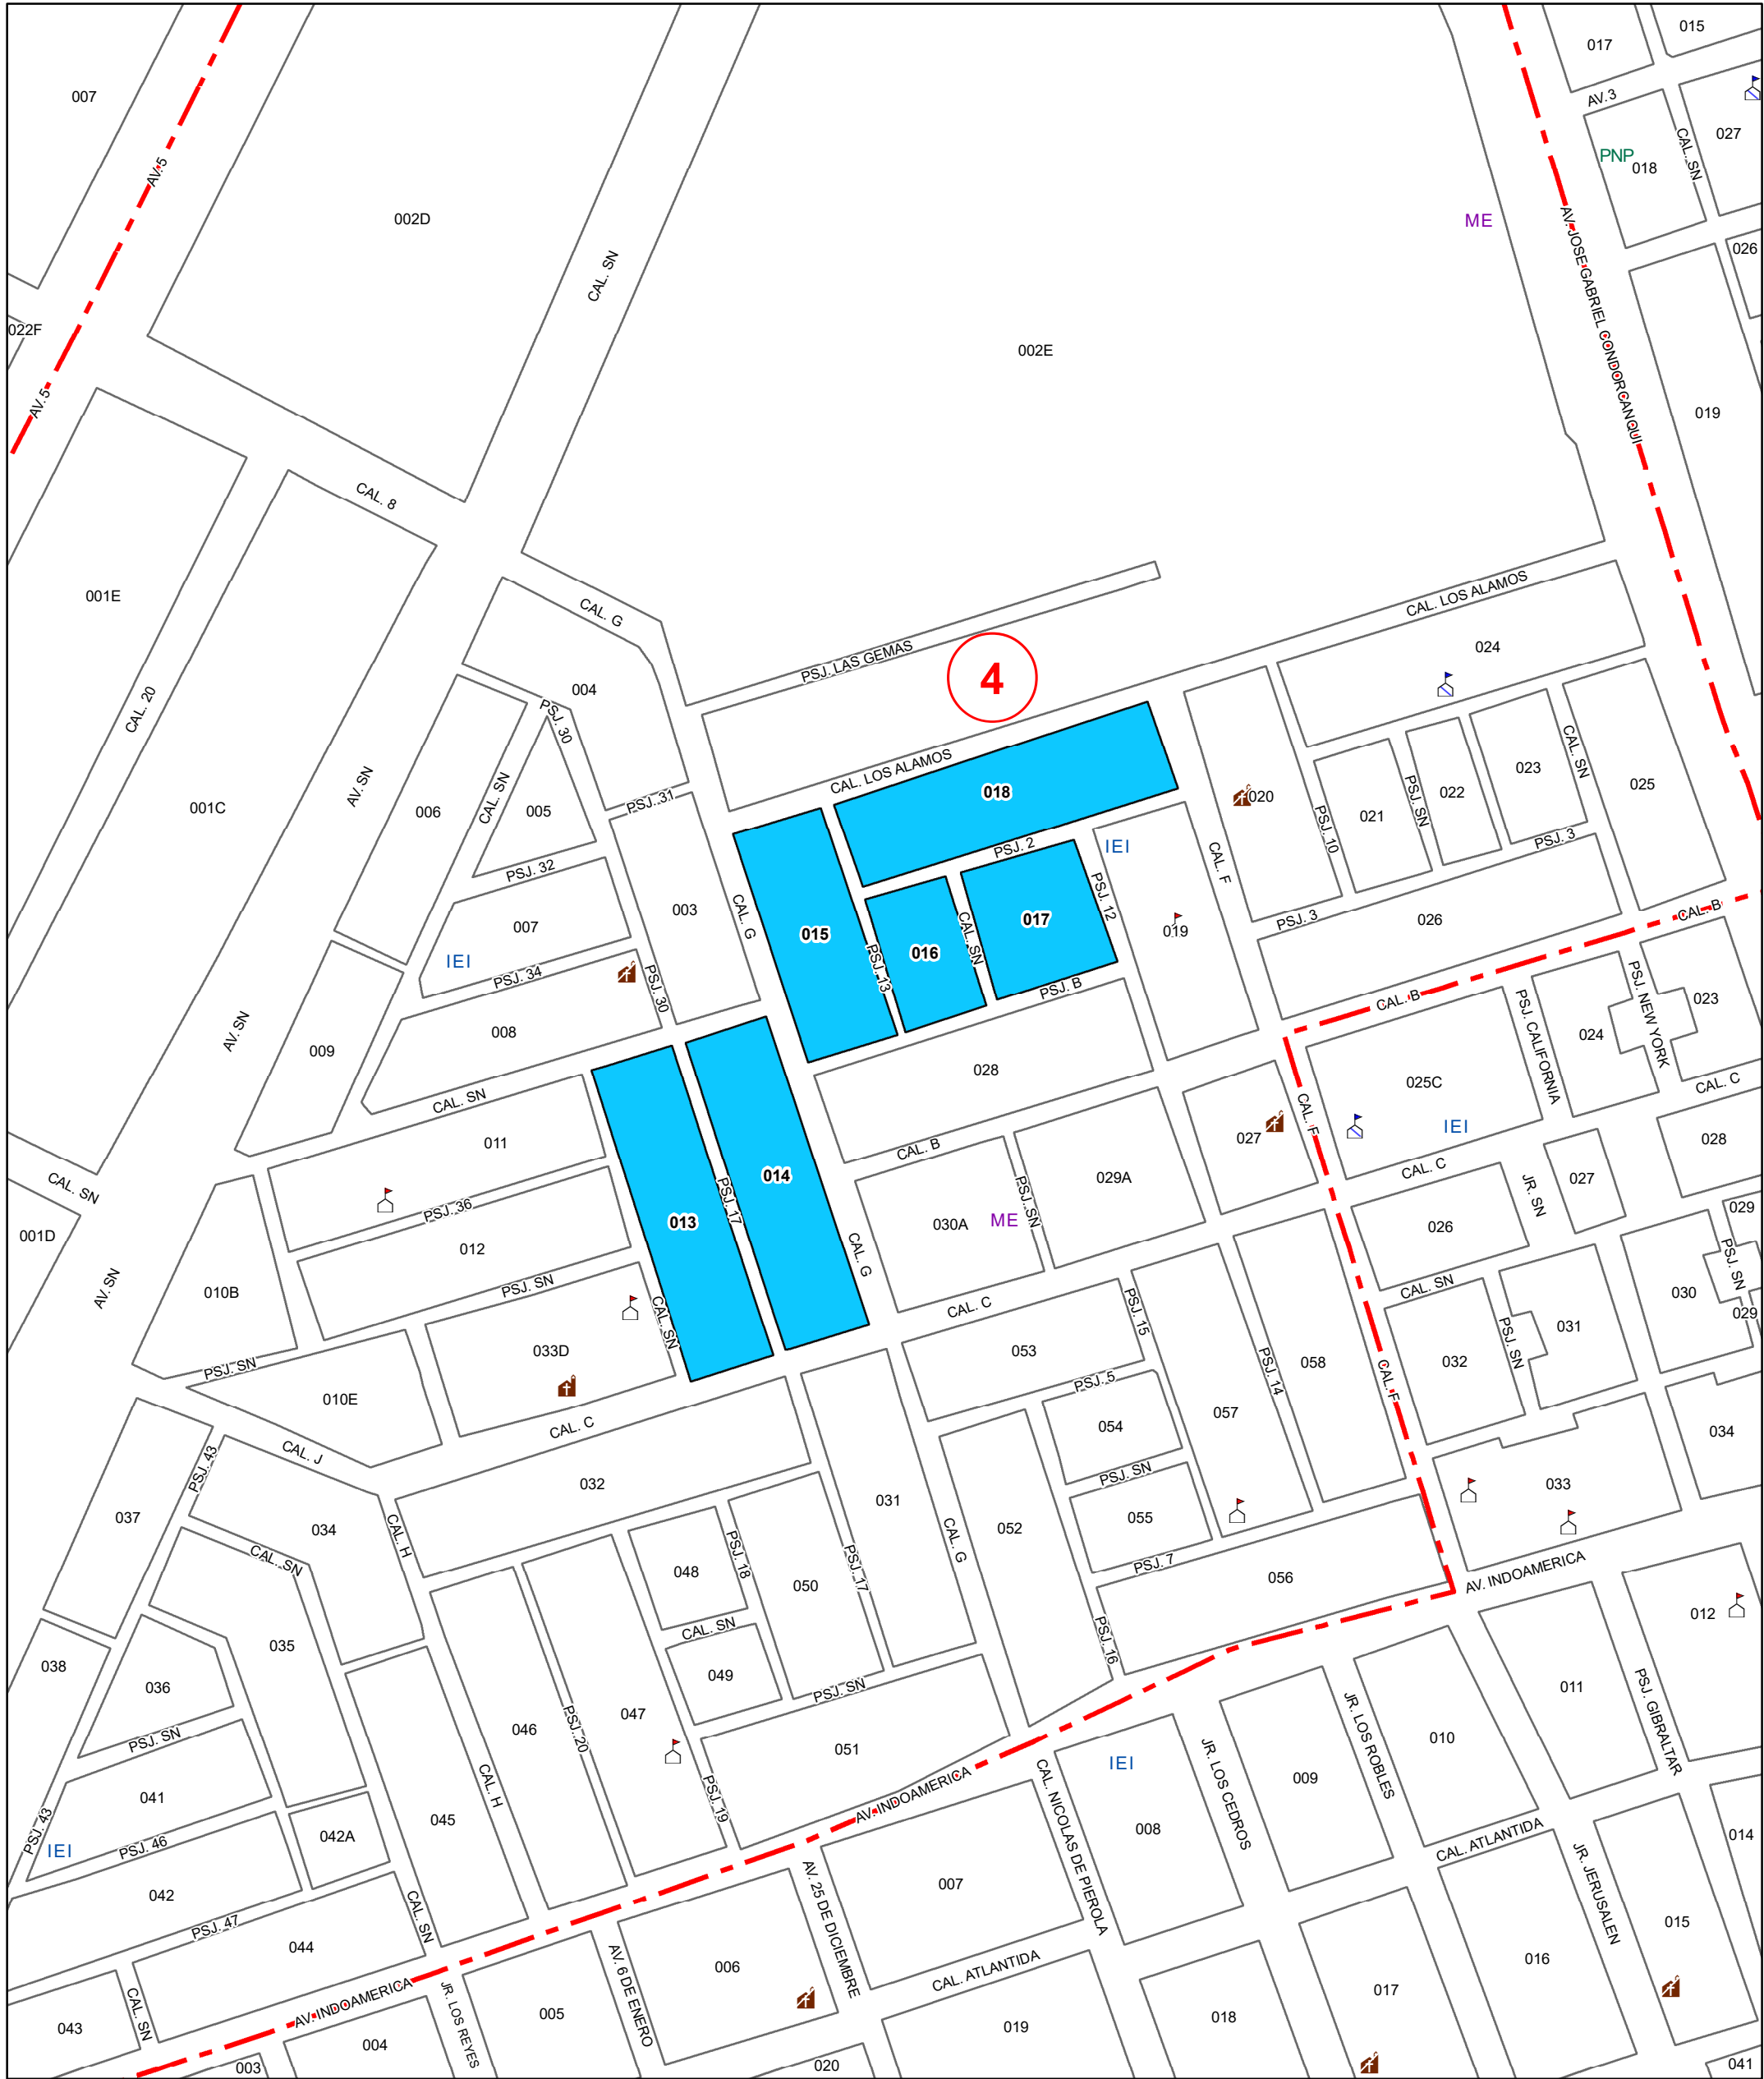 015
017
007
AV.3
027
PNP
018
CAL. SN
AV. 5
002D
ME
AV. JOSE GABRIEL CONDORCANQUI
026
CAL. SN
022F
002E
AV. 5
019
CAL. 8
001E
CAL. G
CAL. LOS ALAMOS
024
PSJ. LAS GEMAS
4
004
CAL. 20
PSJ. 30
CAL. SN
023
025
AV. SN
CAL. LOS ALAMOS
018
020
022
PSJ. SN
001C
006
CAL. SN
005
PSJ. 31
021
PSJ. 10
PSJ. 3
IEI
PSJ. 2
CAL. F
PSJ. 32
003
CAL. G
PSJ. 12
007
015
017
019
PSJ. 3
026
CAL. B
016
CAL. SN
IEI
PSJ. 34
PSJ. 30
PSJ. 13
PSJ. B
CAL. B
PSJ. NEW YORK
023
AV. SN
008
009
024
PSJ. CALIFORNIA
028
025C
CAL. C
CAL. SN
CAL. F
IEI
011
CAL. B
027
028
014
029A
CAL. C
027
CAL. SN
PSJ. 17
PSJ. SN
JR. SN
PSJ. 36
013
030A
ME
029
026
001D
012
CAL. G
PSJ. SN
AV. SN
010B
PSJ. SN
CAL. SN
030
CAL. C
PSJ. 15
CAL. SN
029
033D
031
053
PSJ. SN
PSJ. SN
058
032
PSJ. 14
CAL. F
010E
PSJ. 5
057
CAL. C
054
034
CAL. J
PSJ. 43
PSJ. SN
032
033
031
037
055
034
CAL. H
052
CAL. G
CAL. SN
PSJ. 7
PSJ. 18
048
PSJ. 17
056
AV. INDOAMERICA
050
012
CAL. SN
PSJ. 16
035
038
049
036
PSJ. SN
011
PSJ. GIBRALTAR
JR. LOS ROBLES
046
047
PSJ. 20
010
PSJ. SN
051
IEI
JR. LOS CEDROS
009
041
CAL. H
PSJ. 19
AV. INDOAMERICA
CAL. NICOLAS DE PIEROLA
045
008
PSJ. 43
042A
014
IEI
PSJ. 46
CAL. ATLANTIDA
007
JR. JERUSALEN
042
AV. 25 DE DICIEMBRE
CAL. SN
PSJ. 47
015
044
016
006
CAL. ATLANTIDA
AV. 6 DE ENERO
017
AV. INDOAMERICA
JR. LOS REYES
005
018
CAL. SN
043
019
004
003
020
041